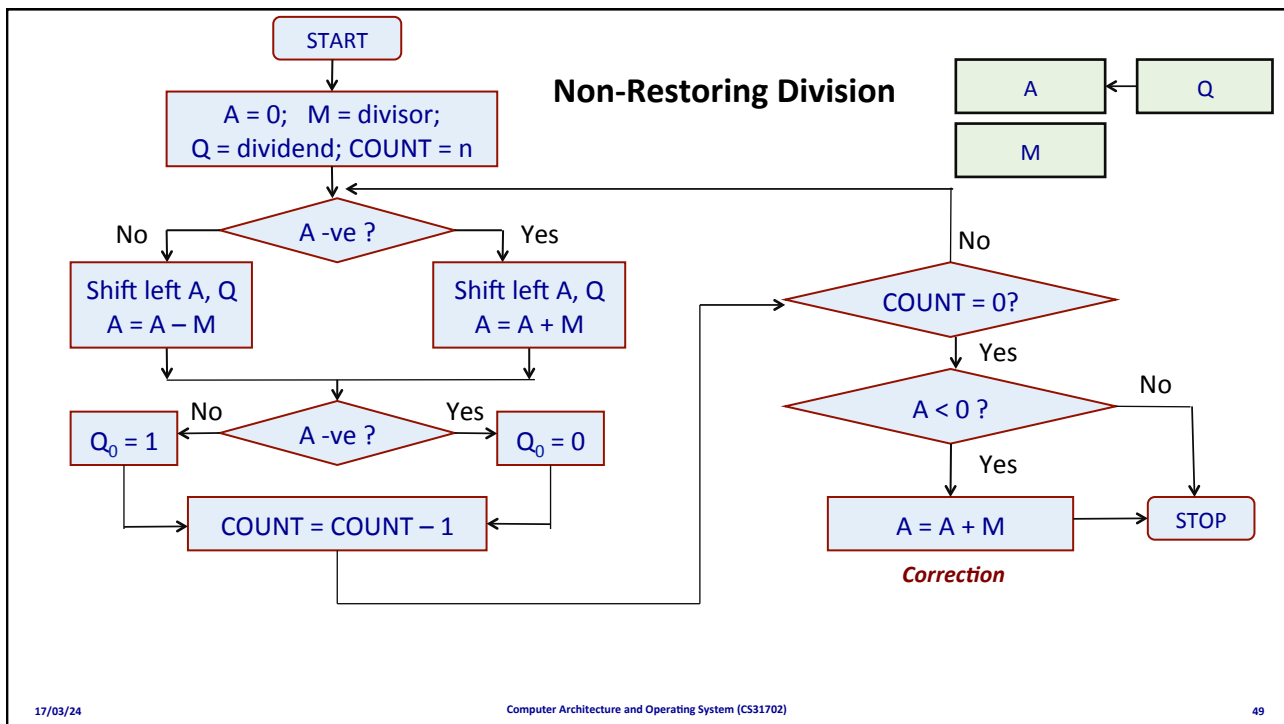 START
Non-Restoring Division
A = 0; M = divisor;
Q = dividend; COUNT = n
A
Q
M
A -ve ?
No
Yes
Shift left A, Q
A = A – M
Shift left A, Q
A = A + M
A -ve ?
No
Yes
Q₀ = 1
Q₀ = 0
COUNT = COUNT – 1
No
COUNT = 0?
Yes
A < 0 ?
No
Yes
A = A + M
STOP
Correction
17/03/24
Computer Architecture and Operating System (CS31702)
49